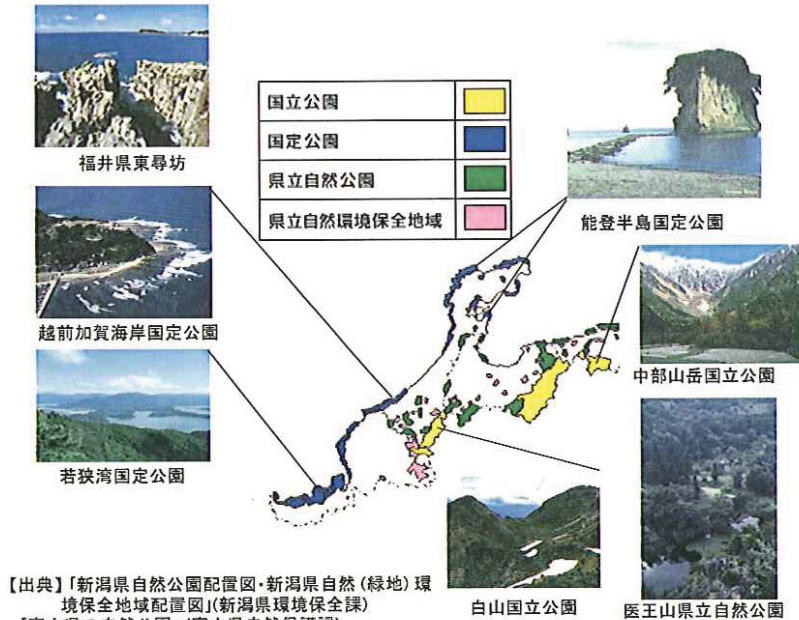 国立公園
国定公園
県立自然公園
県立自然環境保全地域
福井県東尋坊
能登半島国定公園
越前加賀海岸国定公園
中部山岳国立公園
若狭湾国定公園
白山国立公園
医王山県立自然公園
【出典】「新潟県自然公園配置図・新潟県自然(緑地)環
境保全地域配置図」(新潟県環境保全課)